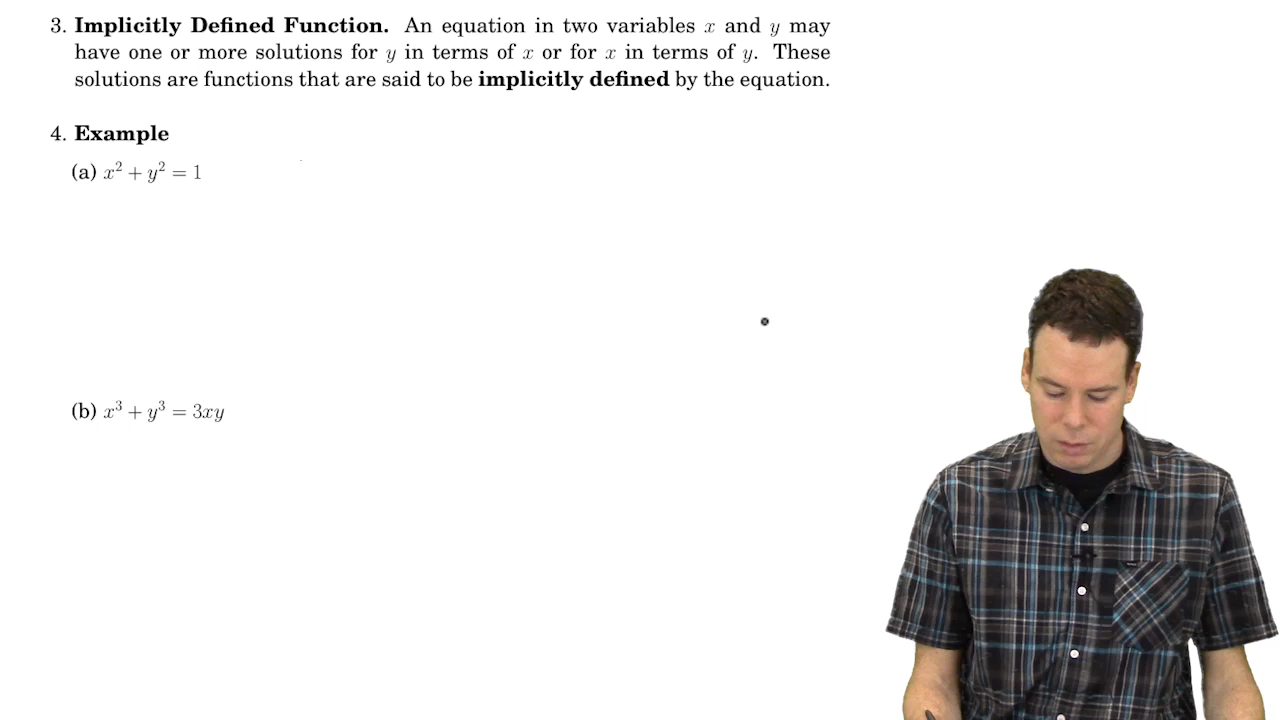 3. Implicitly Defined Function. An equation in two variables x and y may
have one or more solutions for y in terms of x or for x in terms of y. These
solutions are functions that are said to be implicitly defined by the equation.
4. Example
(a) x² + y² = 1
(b) x³ + y³ = 3xy